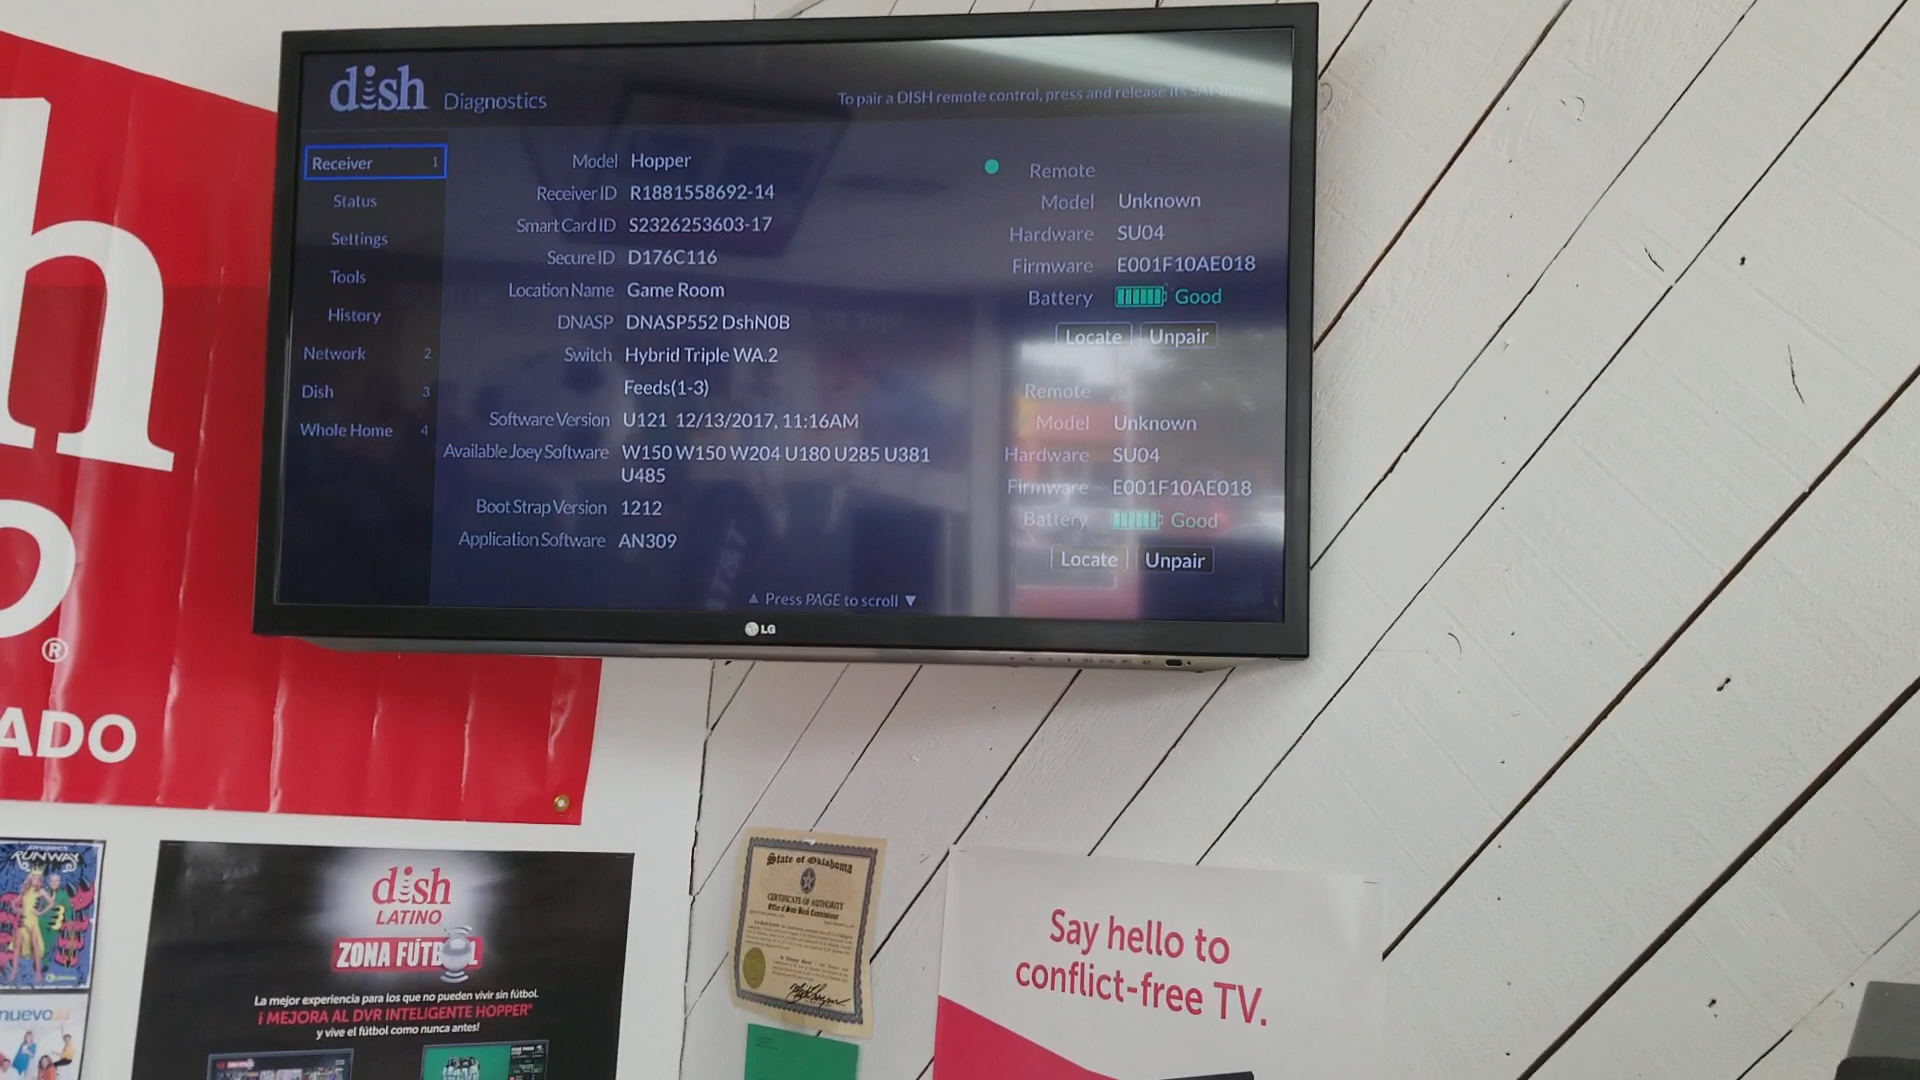 dish Diagnostics
To pair a DISH remote control, press and release its SAT button
Receiver 1
Status
Settings
Tools
History
Network 2
Dish 3
Whole Home 4
Model Hopper
Receiver ID R1881558692-14
Smart Card ID S2326253603-17
Secure ID D176C116
Location Name Game Room
DNASP DNASP552 DshN0B
Switch Hybrid Triple WA.2
Feeds(1-3)
Software Version U121 12/13/2017, 11:16AM
Available Joey Software W150 W150 W204 U180 U285 U381
U485
Boot Strap Version 1212
Application Software AN309
Remote
Model Unknown
Hardware SU04
Firmware E001F10AE018
Battery Good
Locate Unpair
Remote
Model Unknown
Hardware SU04
Firmware E001F10AE018
Battery Good
Locate Unpair
▲ Press PAGE to scroll ▼
LG
h
O
®
ADO
project
RUNWAY
nuevo
dish
LATINO
ZONA FÚTBOL
La mejor experiencia para los que no pueden vivir sin fútbol.
¡ MEJORA AL DVR INTELIGENTE HOPPER®
y vive el fútbol como nunca antes!
State of Oklahoma
CERTIFICATE OF AUTHORITY
Say hello to
conflict-free TV.